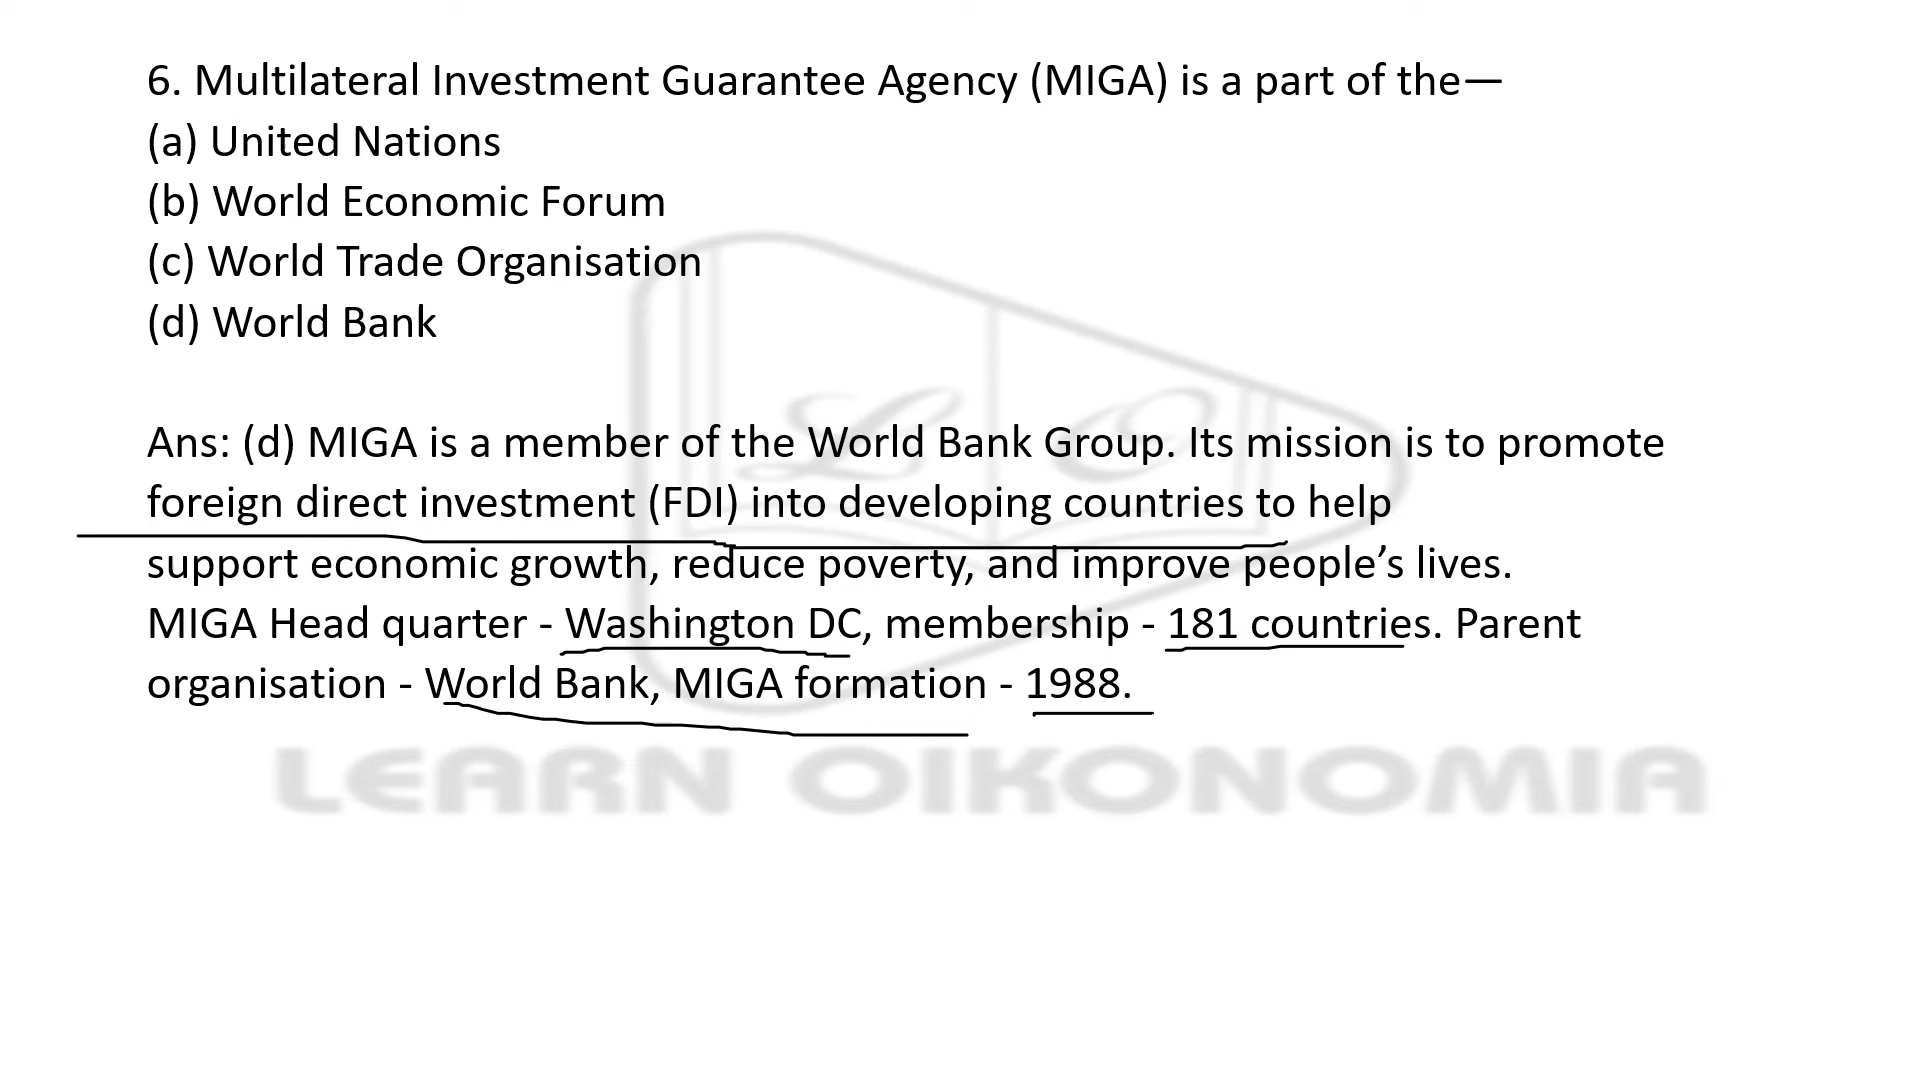 6. Multilateral Investment Guarantee Agency (MIGA) is a part of the—
(a) United Nations
(b) World Economic Forum
(c) World Trade Organisation
(d) World Bank
Ans: (d) MIGA is a member of the World Bank Group. Its mission is to promote
foreign direct investment (FDI) into developing countries to help
support economic growth, reduce poverty, and improve people’s lives.
MIGA Head quarter - Washington DC, membership - 181 countries. Parent
organisation - World Bank, MIGA formation - 1988.
L C
LEARN OIKONOMIA